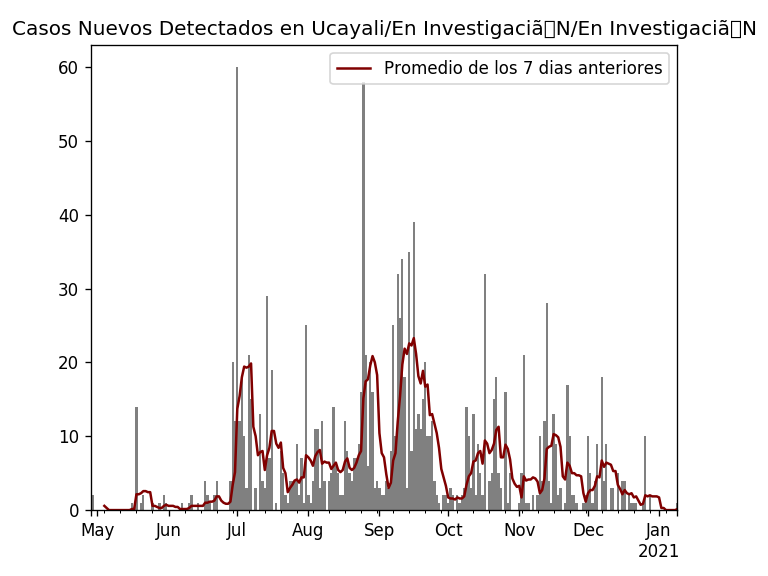 Casos Nuevos Detectados en Ucayali/En Investigaciã▯N/En Investigaciã▯N
Promedio de los 7 dias anteriores
60
50
40
30
20
10
0
May Jun Jul Aug Sep Oct Nov Dec Jan
2021